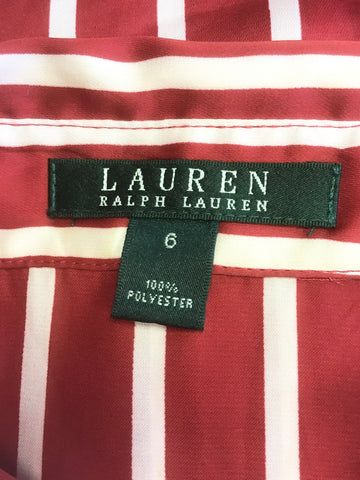 LAUREN
RALPH LAUREN
6
100%
POLYESTER